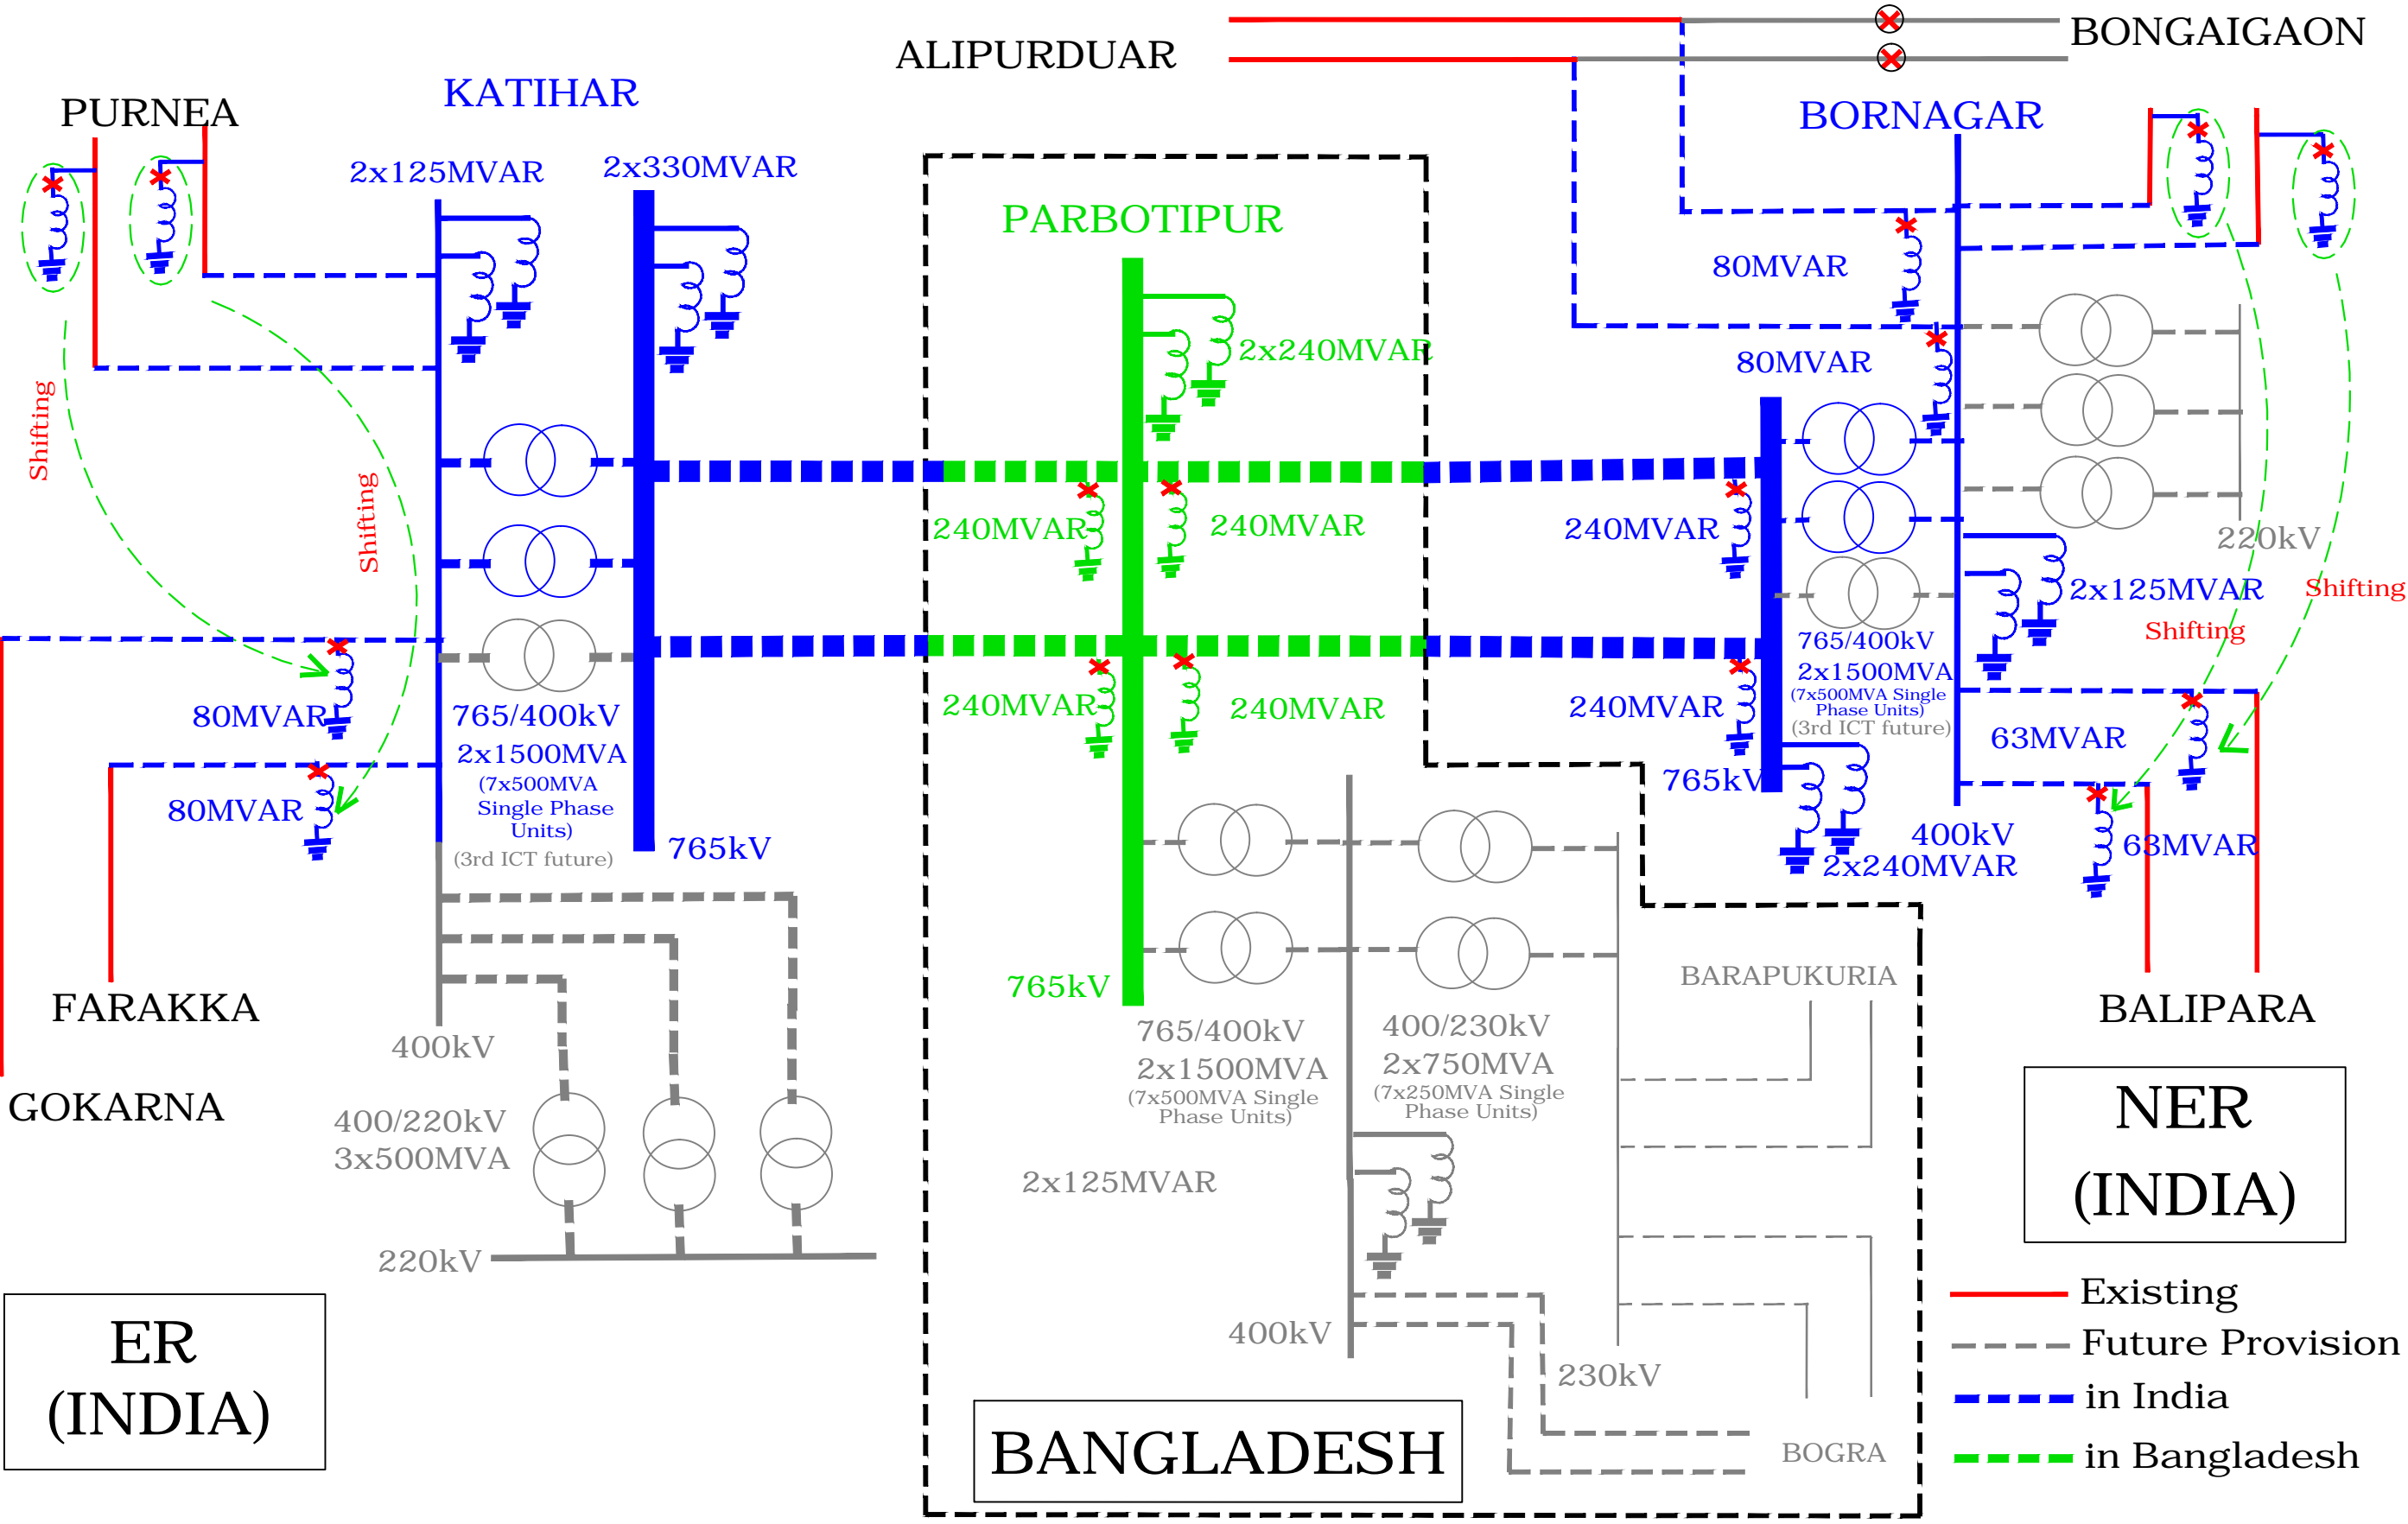 ALIPURDUAR
BONGAIGAON
PURNEA
KATIHAR
BORNAGAR
2x125MVAR
2x330MVAR
PARBOTIPUR
80MVAR
2x240MVAR
80MVAR
Shifting
Shifting
240MVAR
240MVAR
240MVAR
220kV
2x125MVAR
Shifting
Shifting
80MVAR
765/400kV
2x1500MVA
(7x500MVA
Single Phase
Units)
(3rd ICT future)
80MVAR
765kV
240MVAR
240MVAR
240MVAR
765/400kV
2x1500MVA
(7x500MVA Single
Phase Units)
(3rd ICT future)
63MVAR
765kV
400kV
2x240MVAR
63MVAR
FARAKKA
400kV
GOKARNA
400/220kV
3x500MVA
220kV
765kV
765/400kV
2x1500MVA
(7x500MVA Single
Phase Units)
400/230kV
2x750MVA
(7x250MVA Single
Phase Units)
BARAPUKURIA
BALIPARA
2x125MVAR
NER
(INDIA)
400kV
230kV
BOGRA
ER
(INDIA)
BANGLADESH
Existing
Future Provision
in India
in Bangladesh